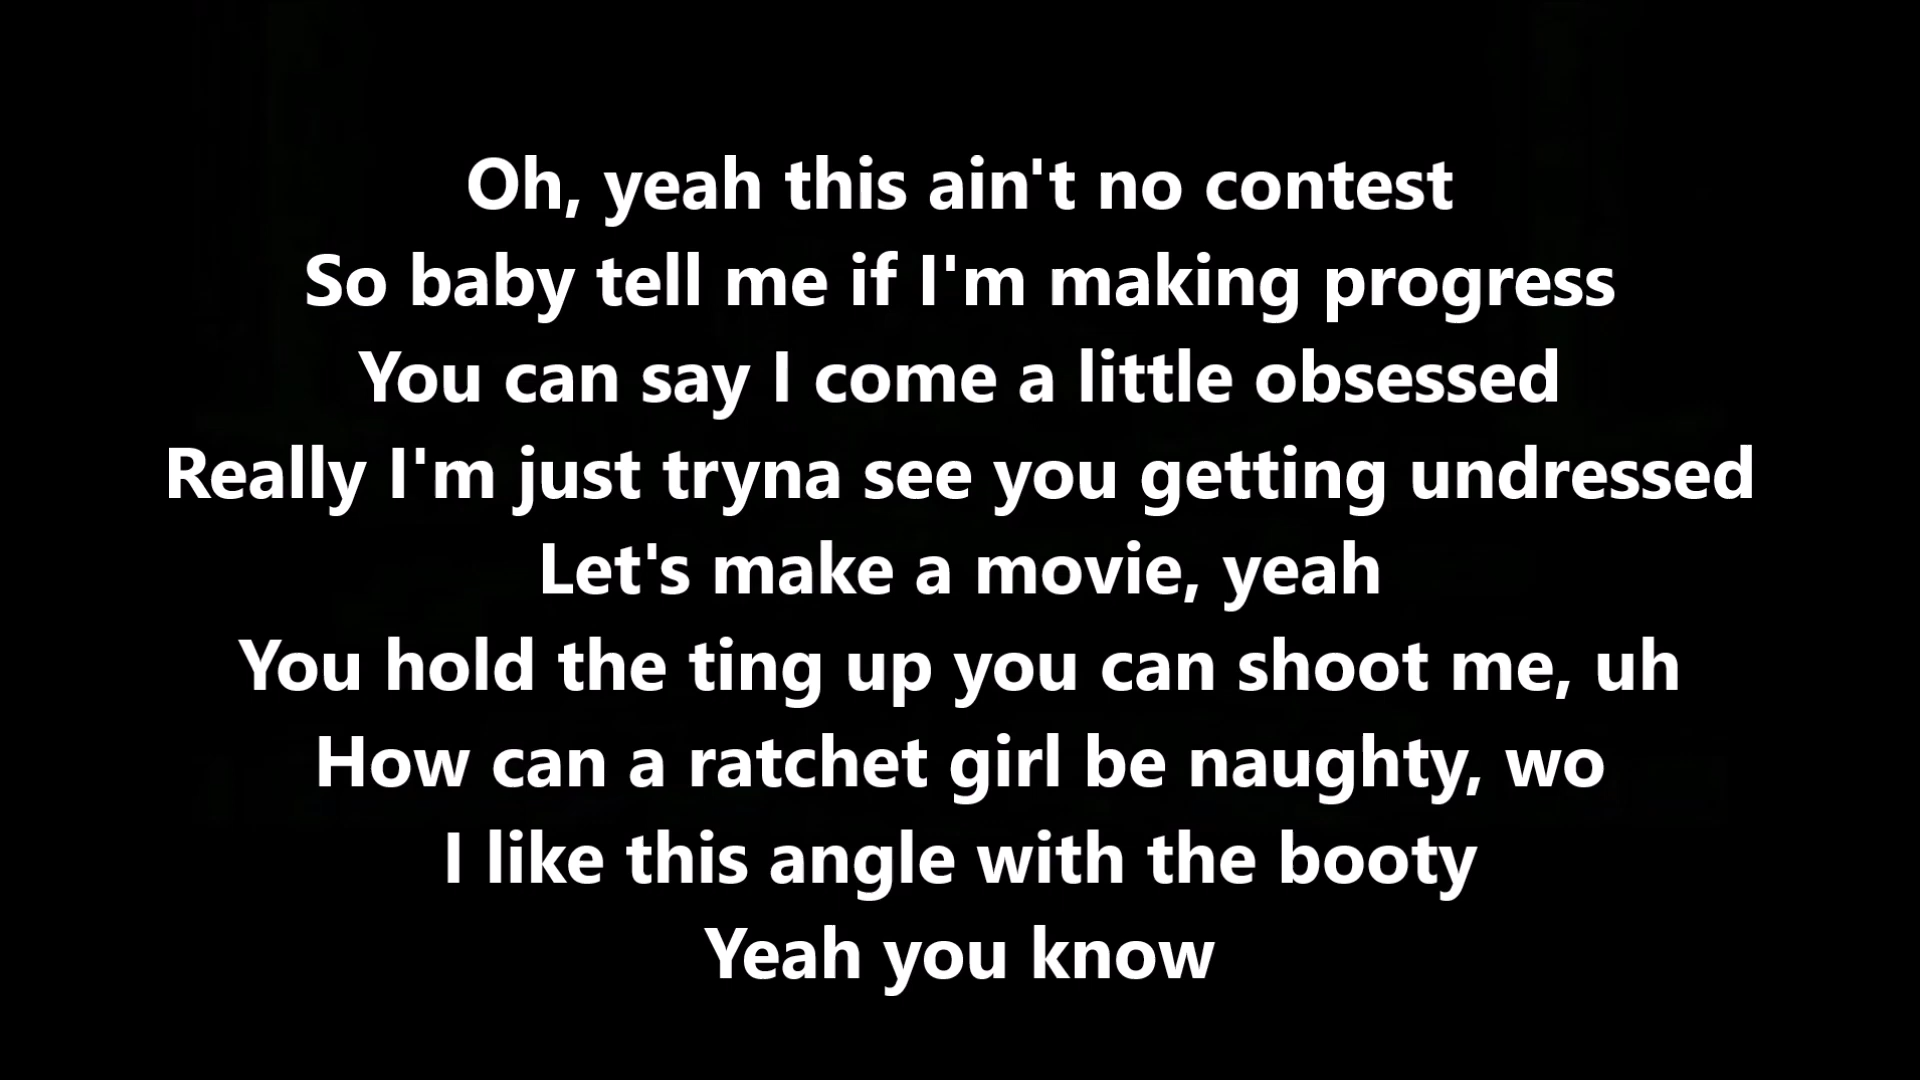 Oh, yeah this ain't no contest
So baby tell me if I'm making progress
You can say I come a little obsessed
Really I'm just tryna see you getting undressed
Let's make a movie, yeah
You hold the ting up you can shoot me, uh
How can a ratchet girl be naughty, wo
I like this angle with the booty
Yeah you know